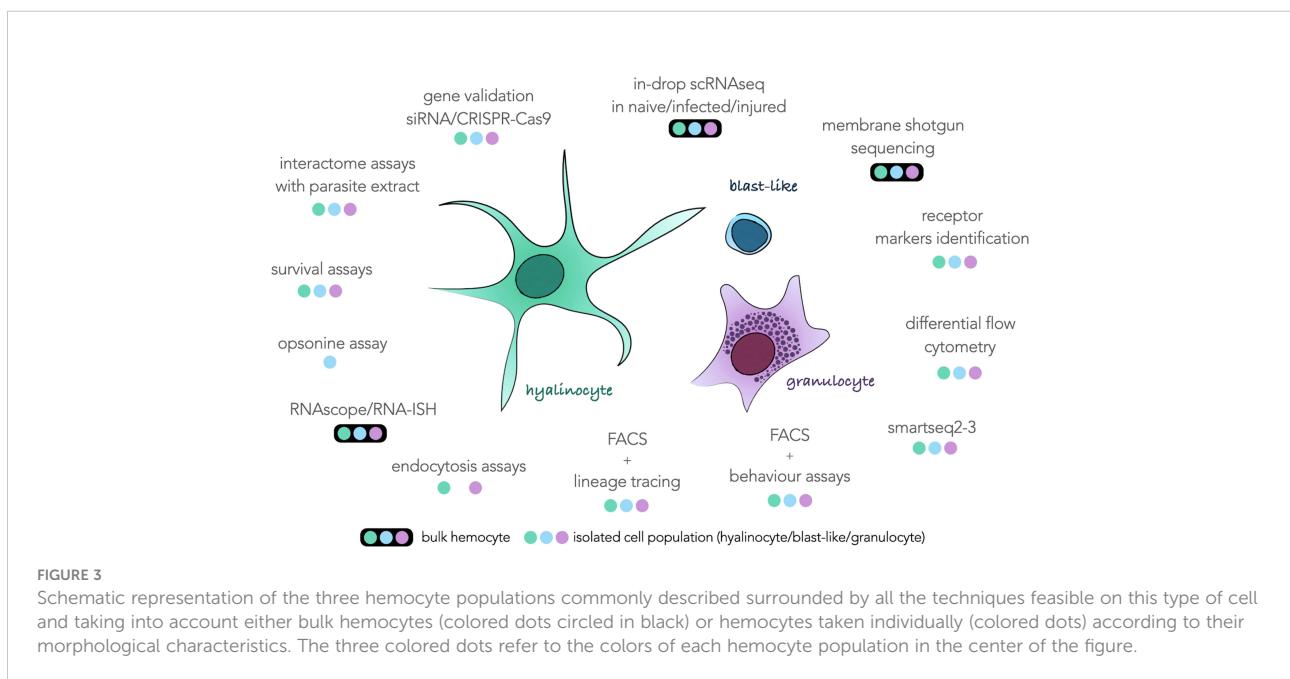 gene validation
siRNA/CRISPR-Cas9
in-drop scRNAseq
in naive/infected/injured
membrane shotgun
sequencing
interactome assays
with parasite extract
blast-like
receptor
markers identification
survival assays
differential flow
cytometry
opsonine assay
granulocyte
hyalinocyte
RNAscope/RNA-ISH
smartseq2-3
endocytosis assays
FACS
+
lineage tracing
FACS
+
behaviour assays
bulk hemocyte
isolated cell population (hyalinocyte/blast-like/granulocyte)
FIGURE 3
Schematic representation of the three hemocyte populations commonly described surrounded by all the techniques feasible on this type of cell
and taking into account either bulk hemocytes (colored dots circled in black) or hemocytes taken individually (colored dots) according to their
morphological characteristics. The three colored dots refer to the colors of each hemocyte population in the center of the figure.